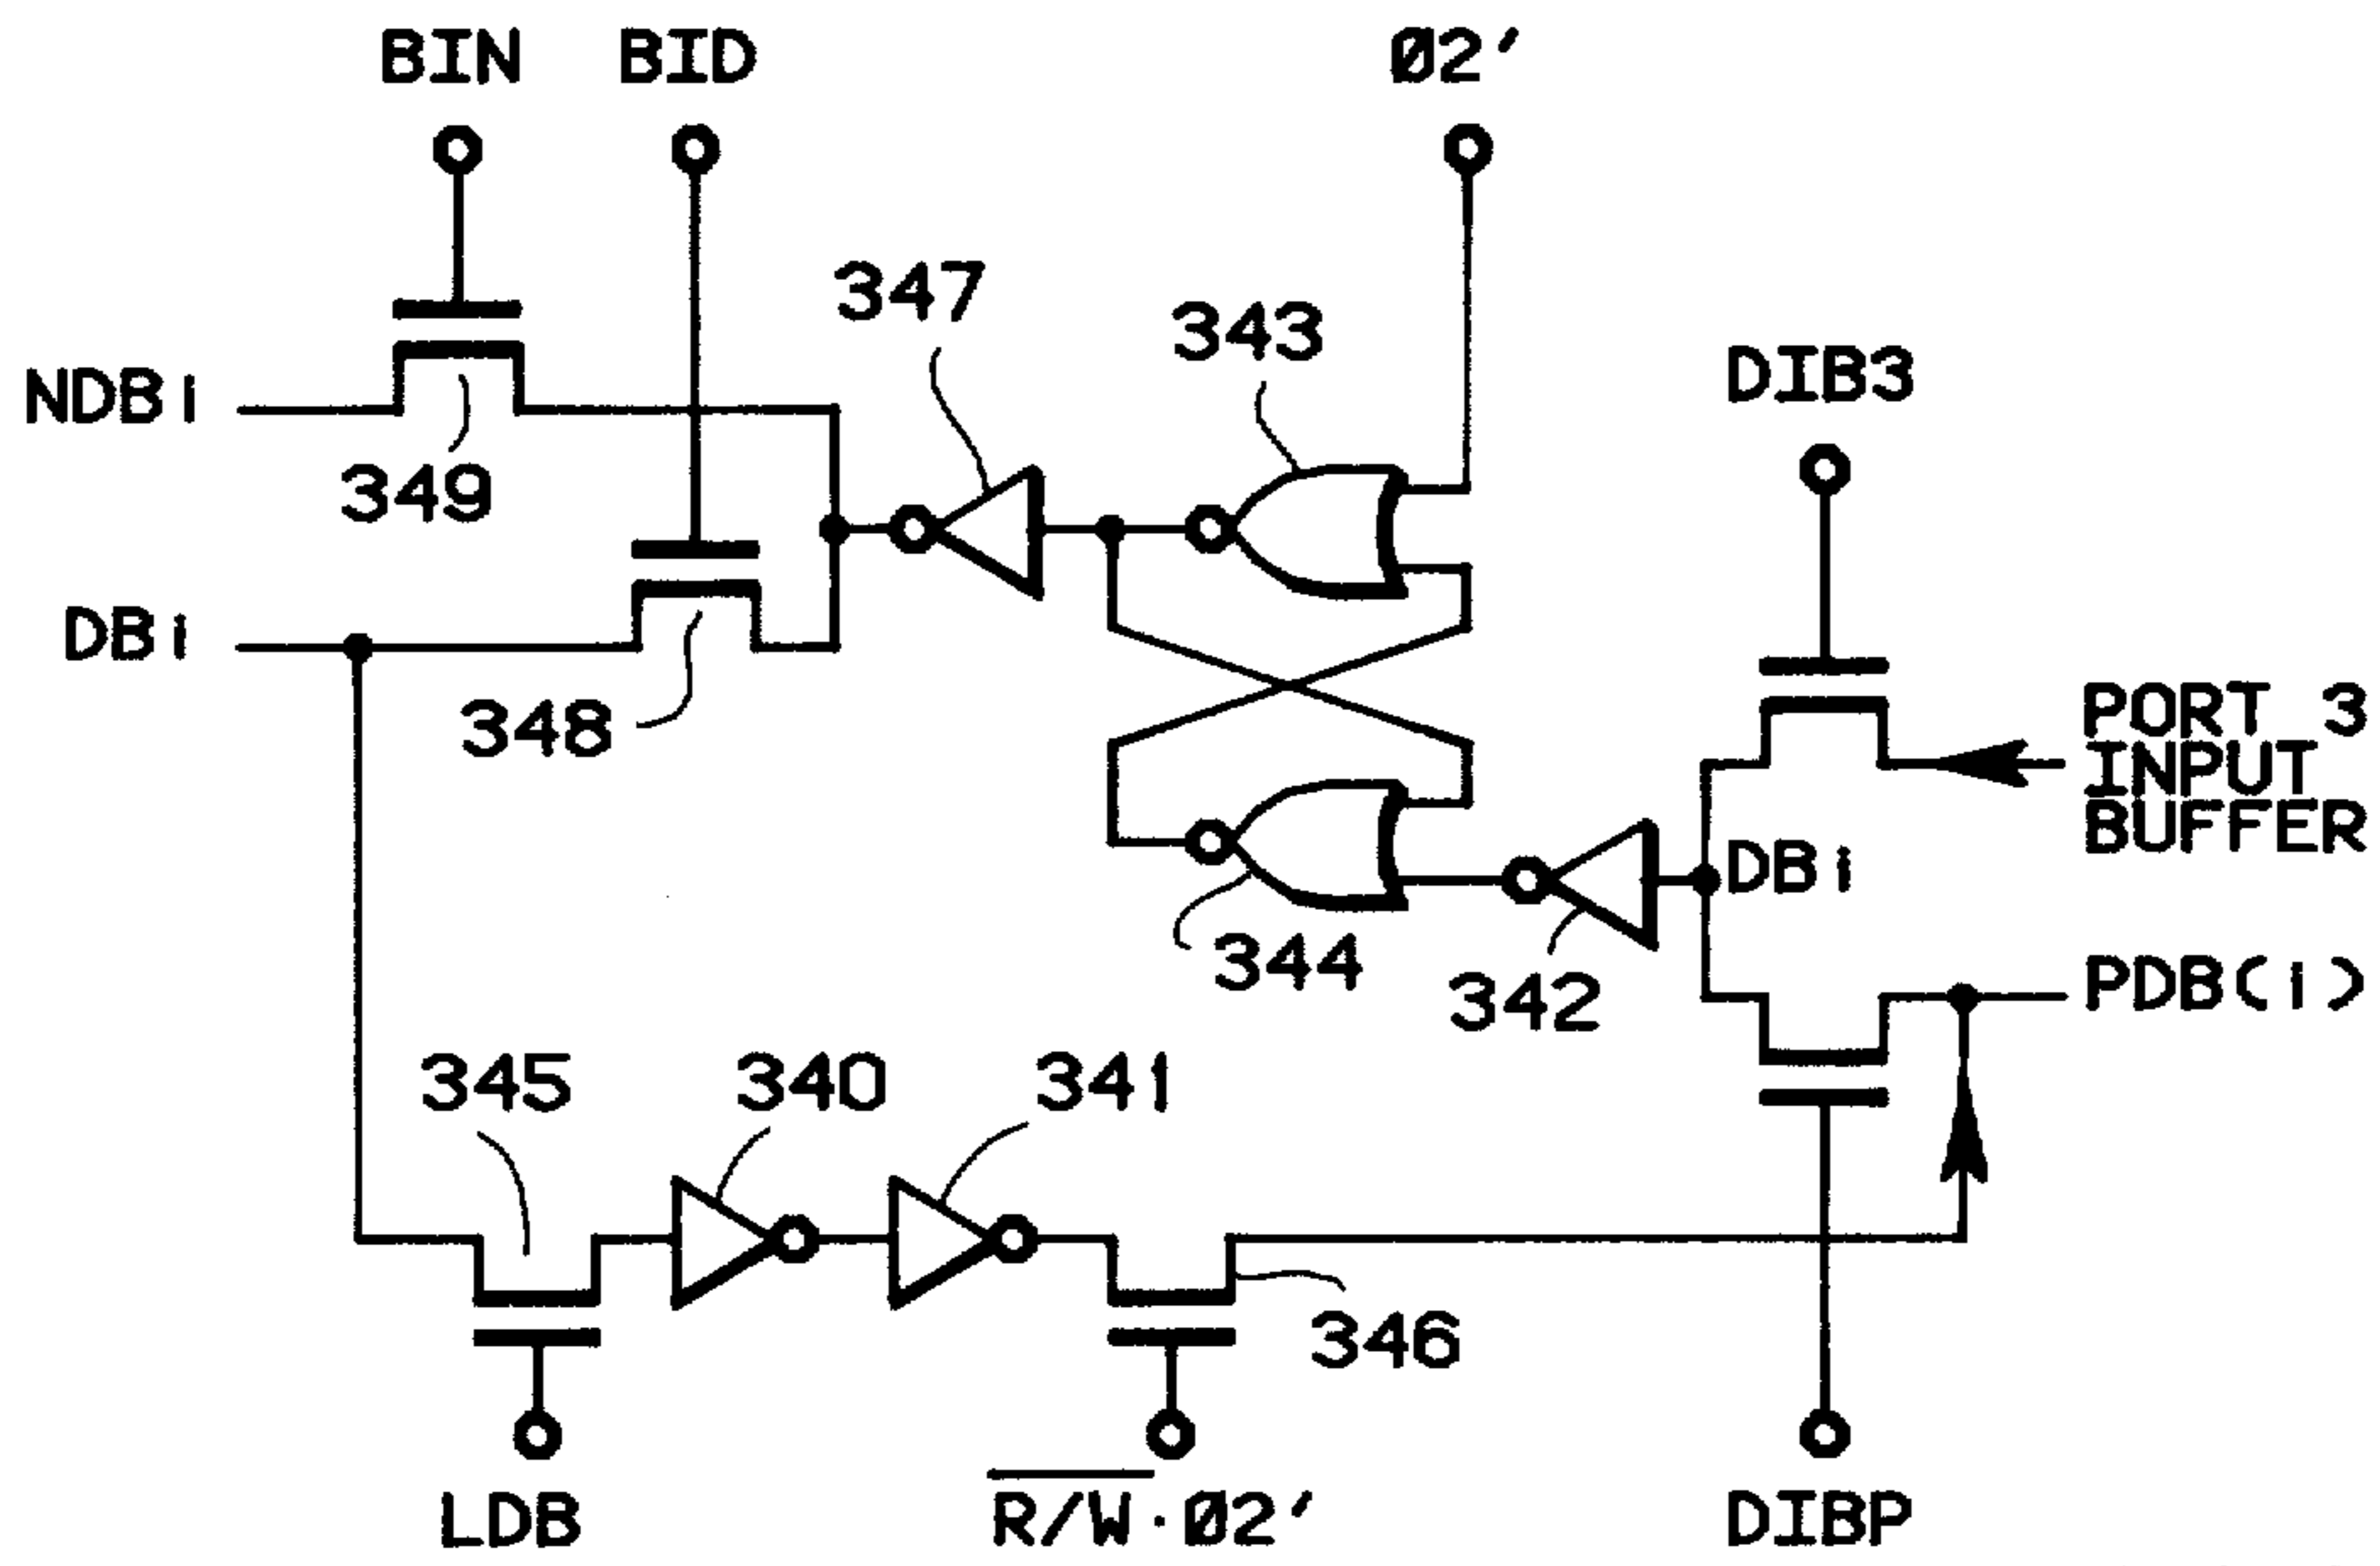 BIN
BID
Ø2'
347
343
DIB3
NDBi
349
DBi
348
PORT 3
INPUT
BUFFER
DBi
344
342
PDB(i)
345
340
341
346
LDB
R/W·Ø2'
DIBP